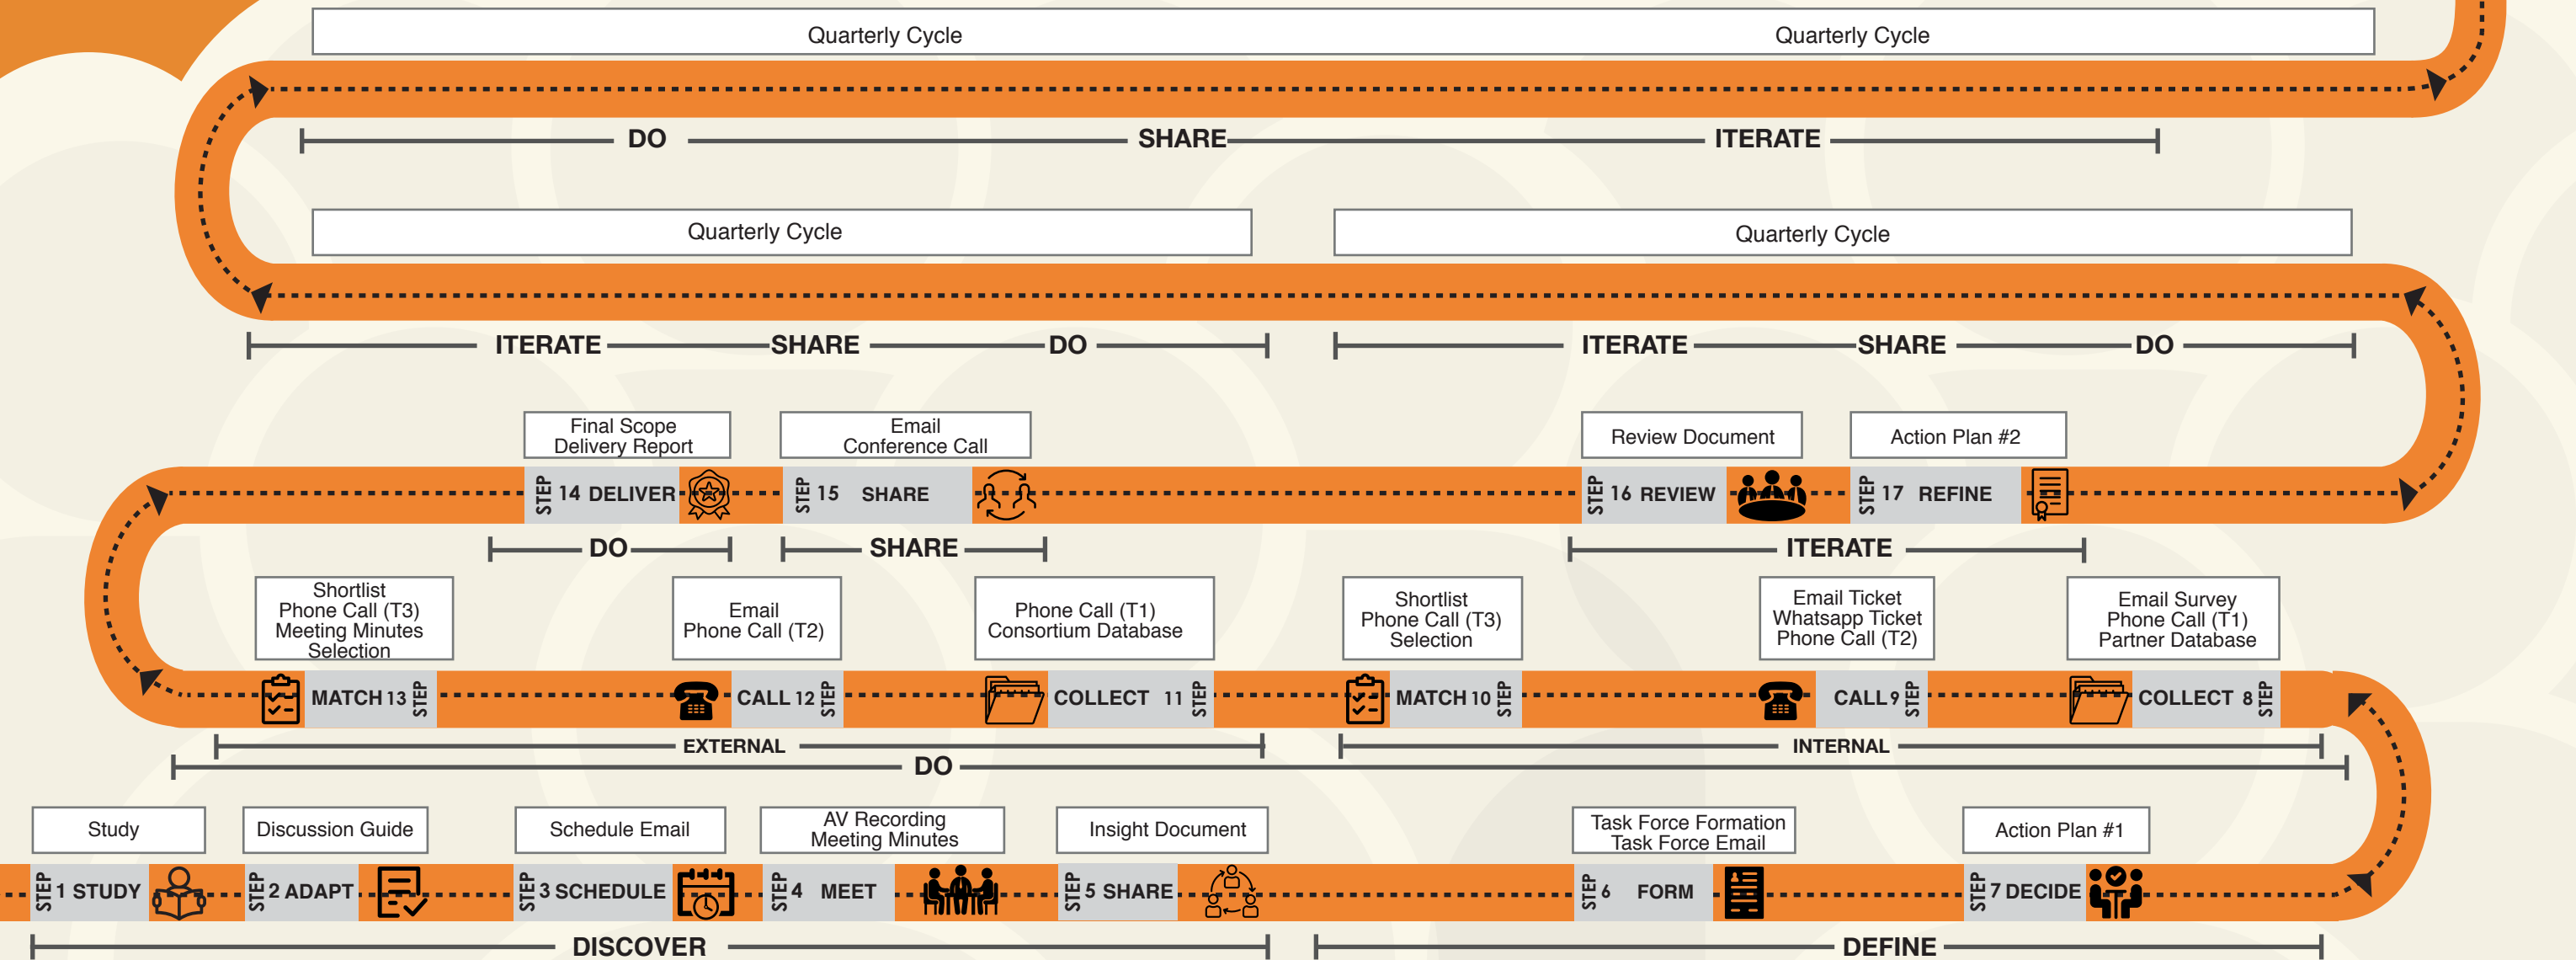 Quarterly Cycle
Quarterly Cycle
DO
SHARE
ITERATE
Quarterly Cycle
Quarterly Cycle
ITERATE
SHARE
DO
ITERATE
SHARE
DO
Final Scope
Delivery Report
Email
Conference Call
Review Document
Action Plan #2
STEP 14 DELIVER
STEP 15 SHARE
STEP 16 REVIEW
STEP 17 REFINE
DO
SHARE
ITERATE
Shortlist
Phone Call (T3)
Meeting Minutes
Selection
Email
Phone Call (T2)
Phone Call (T1)
Consortium Database
Shortlist
Phone Call (T3)
Selection
Email Ticket
Whatsapp Ticket
Phone Call (T2)
Email Survey
Phone Call (T1)
Partner Database
MATCH 13 STEP
CALL 12 STEP
COLLECT 11 STEP
MATCH 10 STEP
CALL 9 STEP
COLLECT 8 STEP
EXTERNAL
INTERNAL
DO
Study
Discussion Guide
Schedule Email
AV Recording
Meeting Minutes
Insight Document
Task Force Formation
Task Force Email
Action Plan #1
STEP 1 STUDY
STEP 2 ADAPT
STEP 3 SCHEDULE
STEP 4 MEET
STEP 5 SHARE
STEP 6 FORM
STEP 7 DECIDE
DISCOVER
DEFINE